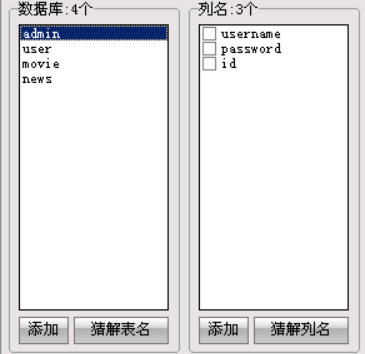 数据库:4个
admin
user
movie
news
添加 猜解表名
列名:3个
username
password
id
添加 猜解列名